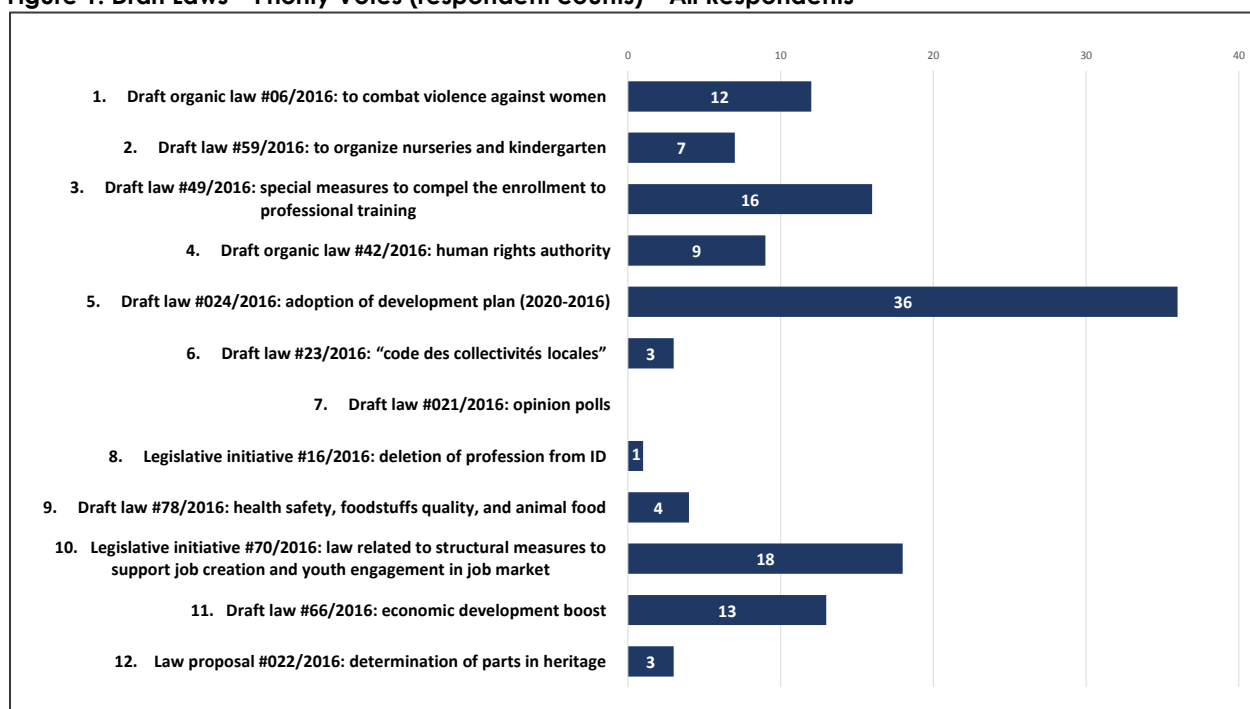 Figure 1: Draft Laws – Priority Votes (respondent counts) – All Respondents
0 10 20 30 40
1. Draft organic law #06/2016: to combat violence against women 12
2. Draft law #59/2016: to organize nurseries and kindergarten 7
3. Draft law #49/2016: special measures to compel the enrollment to
professional training 16
4. Draft organic law #42/2016: human rights authority 9
5. Draft law #024/2016: adoption of development plan (2020-2016) 36
6. Draft law #23/2016: “code des collectivités locales” 3
7. Draft law #021/2016: opinion polls
8. Legislative initiative #16/2016: deletion of profession from ID 1
9. Draft law #78/2016: health safety, foodstuffs quality, and animal food 4
10. Legislative initiative #70/2016: law related to structural measures to
support job creation and youth engagement in job market 18
11. Draft law #66/2016: economic development boost 13
12. Law proposal #022/2016: determination of parts in heritage 3